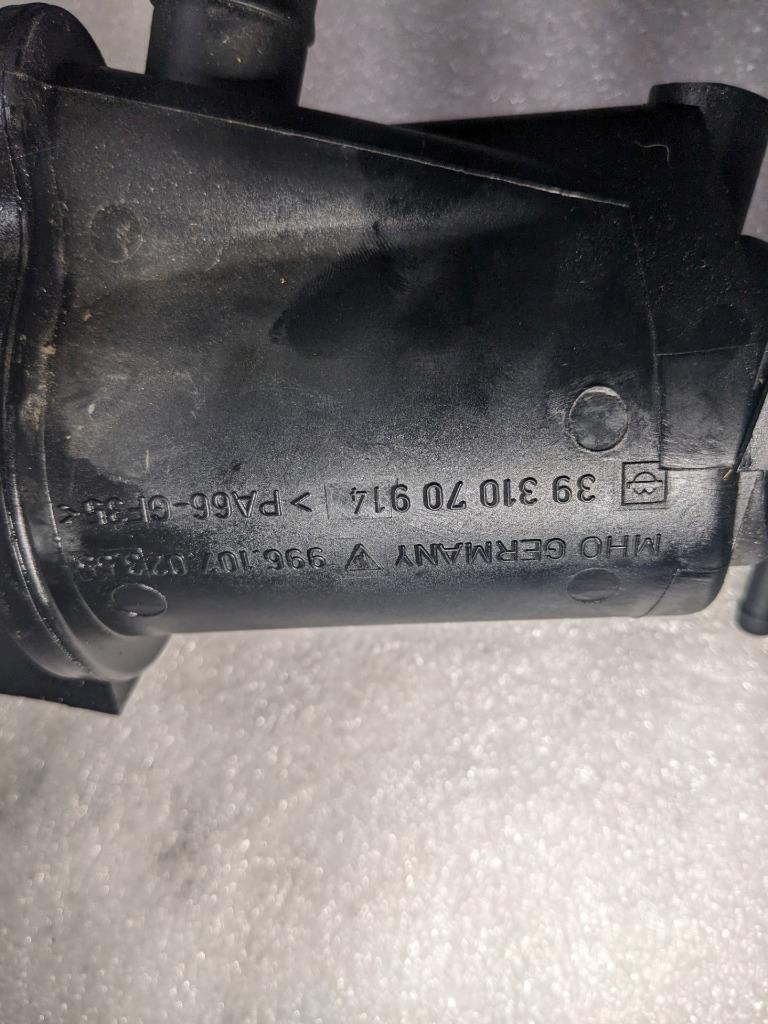 MHO GERMANY 996.107.023.53
39 310 70 914 >PA66-GF35<